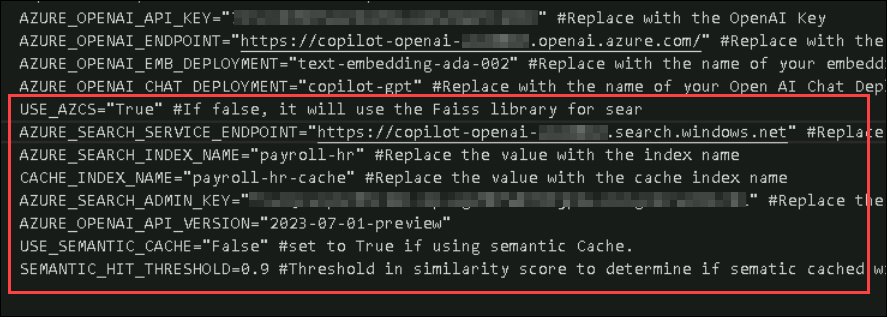 AZURE_OPENAI_API_KEY=" " #Replace with the OpenAI Key
AZURE_OPENAI_ENDPOINT="https://copilot-openai- .openai.azure.com/" #Replace with the
AZURE_OPENAI_EMB_DEPLOYMENT="text-embedding-ada-002" #Replace with the name of your embedd
AZURE_OPENAI_CHAT_DEPLOYMENT="copilot-gpt" #Replace with the name of your Open AI Chat Dep
USE_AZCS="True" #If false, it will use the Faiss library for sear
AZURE_SEARCH_SERVICE_ENDPOINT="https://copilot-openai- .search.windows.net" #Replace
AZURE_SEARCH_INDEX_NAME="payroll-hr" #Replace the value with the index name
CACHE_INDEX_NAME="payroll-hr-cache" #Replace the value with the cache index name
AZURE_SEARCH_ADMIN_KEY=" " #Replace the
AZURE_OPENAI_API_VERSION="2023-07-01-preview"
USE_SEMANTIC_CACHE="False" #set to True if using semantic Cache.
SEMANTIC_HIT_THRESHOLD=0.9 #Threshold in similarity score to determine if sematic cached w